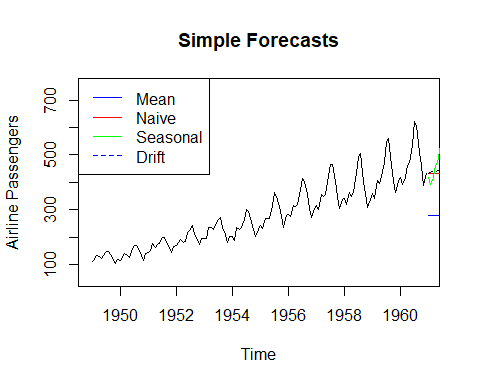 Simple Forecasts
Airline Passengers
700
500
300
100
Mean
Naive
Seasonal
Drift
1950 1952 1954 1956 1958 1960
Time